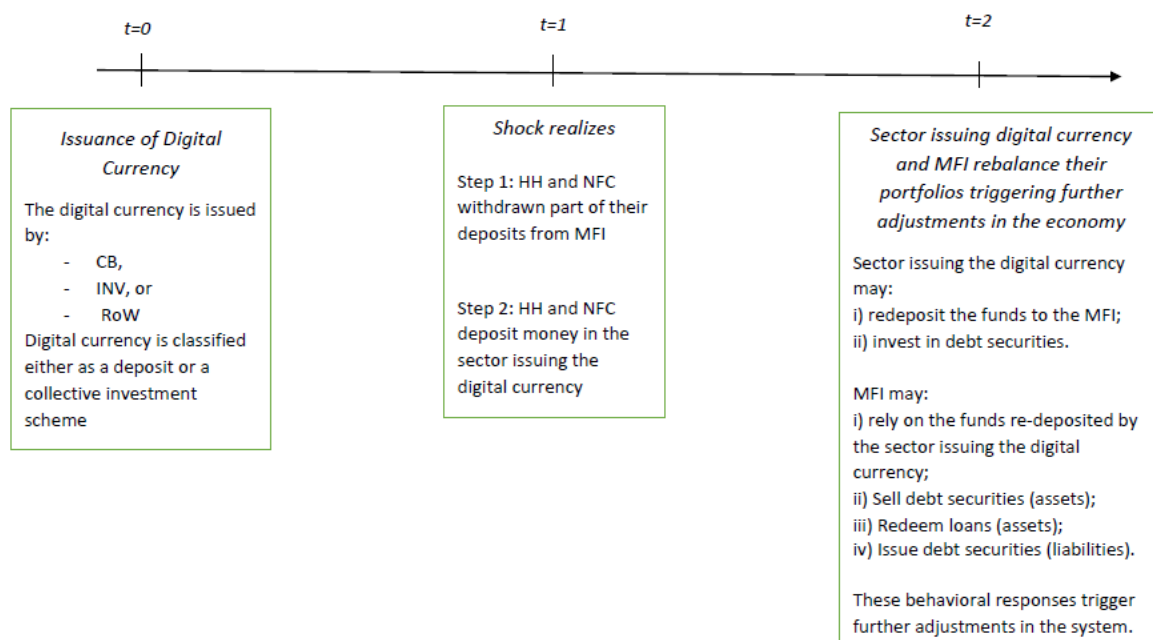 t=0
t=1
t=2
Issuance of Digital
Currency
The digital currency is issued
by:
- CB,
- INV, or
- RoW
Digital currency is classified
either as a deposit or a
collective investment
scheme
Shock realizes
Step 1: HH and NFC
withdrawn part of their
deposits from MFI
Step 2: HH and NFC
deposit money in the
sector issuing the
digital currency
Sector issuing digital currency
and MFI rebalance their
portfolios triggering further
adjustments in the economy
Sector issuing the digital currency
may:
i) redeposit the funds to the MFI;
ii) invest in debt securities.
MFI may:
i) rely on the funds re-deposited by
the sector issuing the digital
currency;
ii) Sell debt securities (assets);
iii) Redeem loans (assets);
iv) Issue debt securities (liabilities).
These behavioral responses trigger
further adjustments in the system.